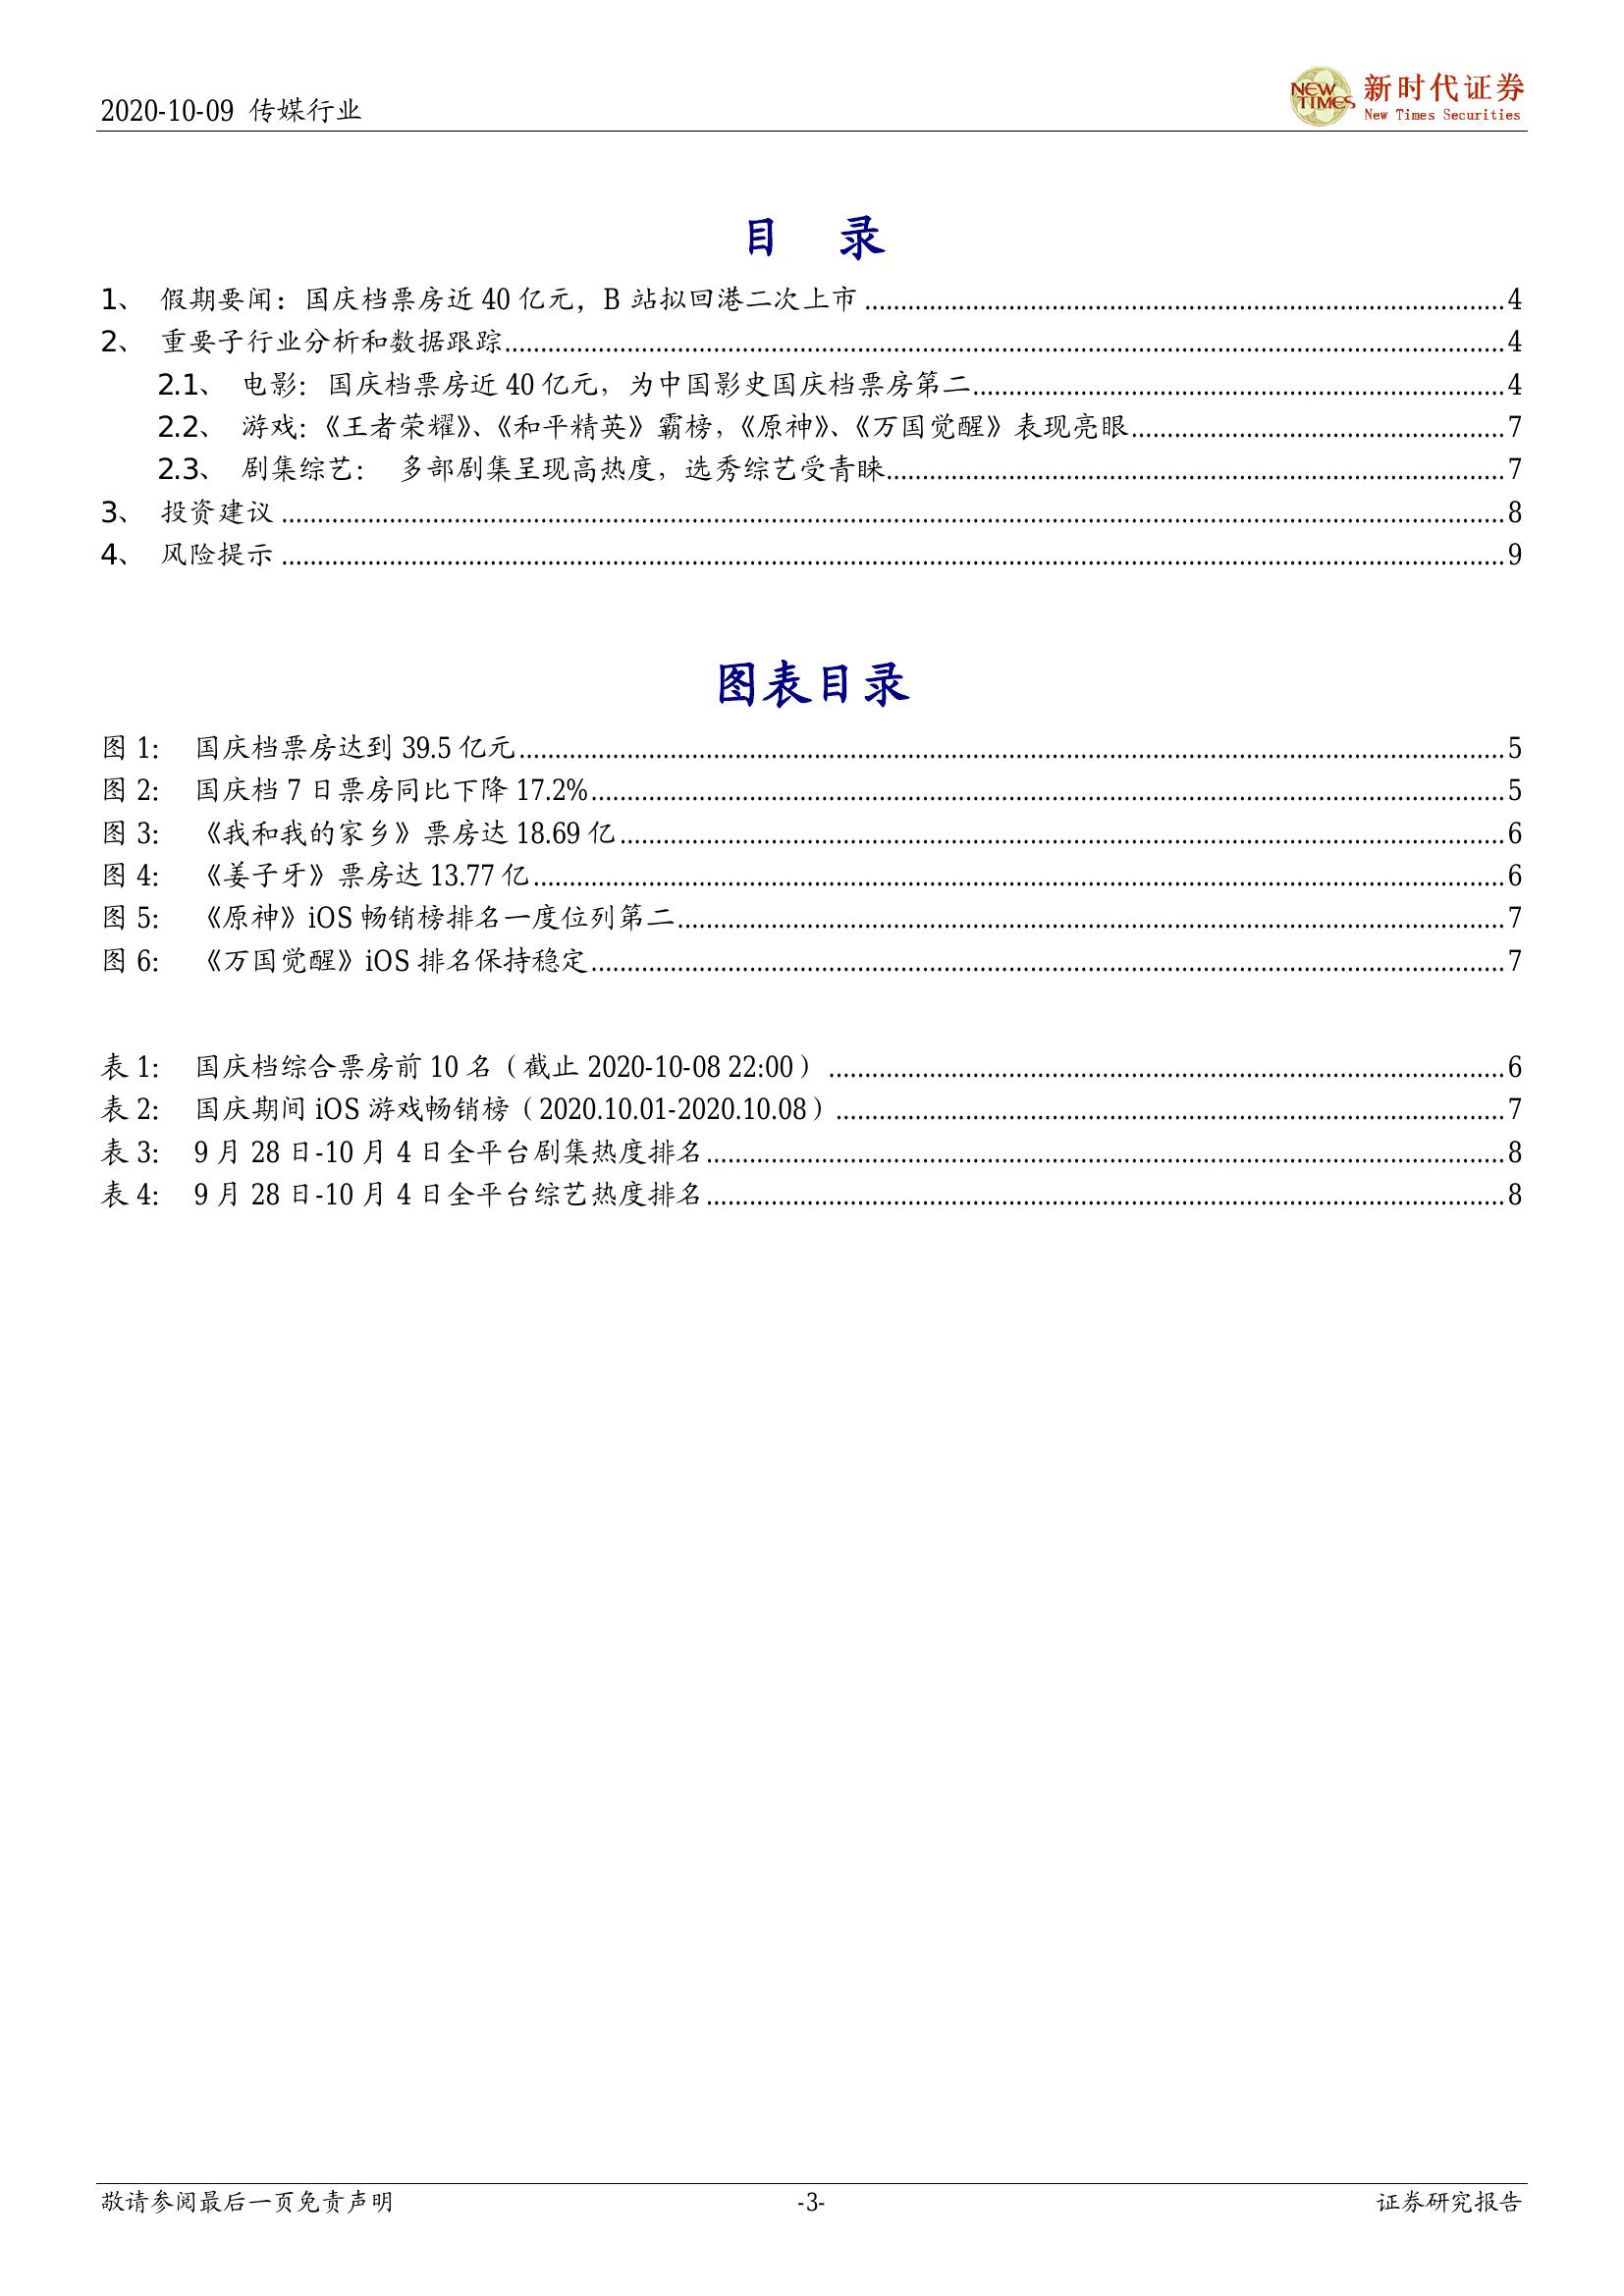 2020-10-09 传媒行业
NEW TIMES
新时代证券
New Times Securities
目 录
1、 假期要闻：国庆档票房近 40 亿元，B 站拟回港二次上市 4
2、 重要子行业分析和数据跟踪 4
2.1、 电影：国庆档票房近 40 亿元，为中国影史国庆档票房第二 4
2.2、 游戏：《王者荣耀》、《和平精英》霸榜，《原神》、《万国觉醒》表现亮眼 7
2.3、 剧集综艺： 多部剧集呈现高热度，选秀综艺受青睐 7
3、 投资建议 8
4、 风险提示 9
图表目录
图 1： 国庆档票房达到 39.5 亿元 5
图 2： 国庆档 7 日票房同比下降 17.2% 5
图 3： 《我和我的家乡》票房达 18.69 亿 6
图 4： 《姜子牙》票房达 13.77 亿 6
图 5： 《原神》iOS 畅销榜排名一度位列第二 7
图 6： 《万国觉醒》iOS 排名保持稳定 7
表 1： 国庆档综合票房前 10 名（截止 2020-10-08 22:00） 6
表 2： 国庆期间 iOS 游戏畅销榜（2020.10.01-2020.10.08） 7
表 3： 9 月 28 日-10 月 4 日全平台剧集热度排名 8
表 4： 9 月 28 日-10 月 4 日全平台综艺热度排名 8
敬请参阅最后一页免责声明 -3- 证券研究报告